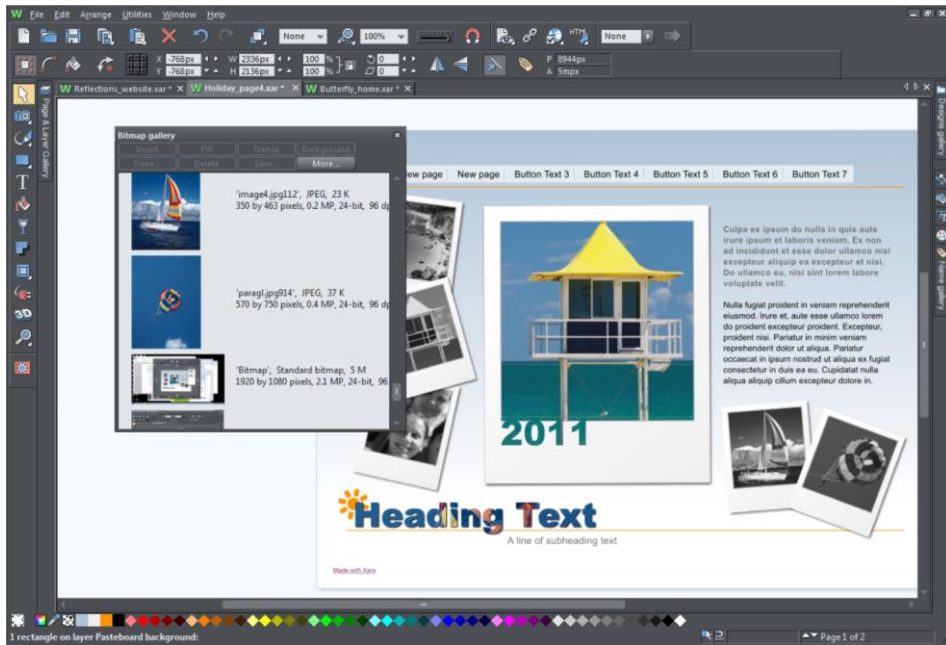 File Edit Arrange Utilities Window Help
None 100% HTML None
X -768px W 2336px 100 % 0 P 8944px
Y -768px H 2136px 100 % 0 A 5mpx
W Reflections_website.xar * W Holiday_page4.xar * W Butterfly_home.xar *
Page & Layer Gallery
Bitmap gallery
Insert Fill Transp Background
Trace... Delete Save... More...
'image4.jpg112', JPEG, 23 K
350 by 463 pixels, 0.2 MP, 24-bit, 96 dp
'paragl.jpg914', JPEG, 37 K
570 by 750 pixels, 0.4 MP, 24-bit, 96 dp
'Bitmap', Standard bitmap, 5 M
1920 by 1080 pixels, 2.1 MP, 24-bit, 96
ew page New page Button Text 3 Button Text 4 Button Text 5 Button Text 6 Button Text 7
Culpa ex ipsum do nulla in quis aute
irure ipsum et laboris veniam. Ex non
ad incididunt et esse dolor ullamco nisi
excepteur aliquip ea excepteur et nisi.
Do ullamco eu, nisi sint lorem labore
voluptate velit.
Nulla fugiat proident in veniam reprehenderit
eiusmod. Irure et, aute esse ullamco lorem
do proident excepteur proident. Excepteur,
proident nisi. Pariatur in minim veniam
reprehenderit dolor ut aliqua. Pariatur
occaecat in ipsum nostrud ut aliqua ex fugiat
consectetur in duis ea eu. Cupidatat nulla
aliqua aliquip cillum excepteur dolore in.
2011
Heading Text
A line of subheading text
Made with Xara
T
3D
Designs gallery
Name gallery
1 rectangle on layer Pasteboard background:
Page 1 of 2